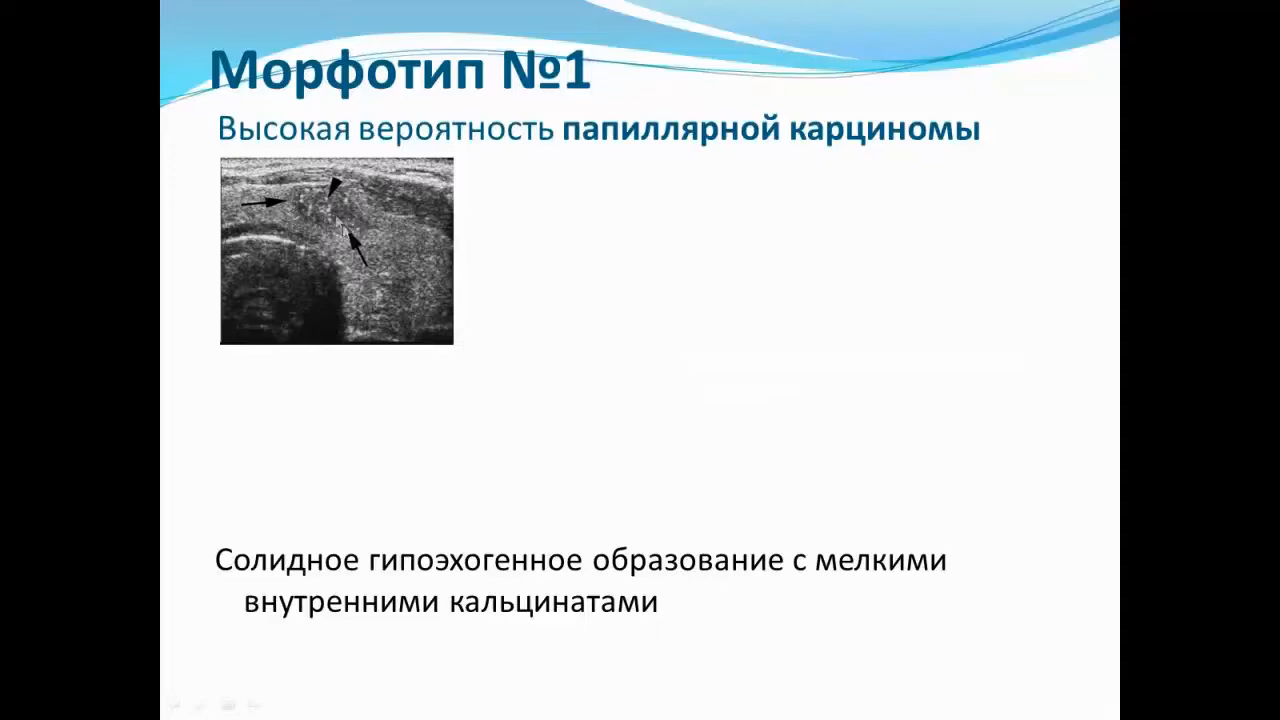 Морфотип №1
Высокая вероятность папиллярной карциномы
Солидное гипоэхогенное образование с мелкими
внутренними кальцинатами